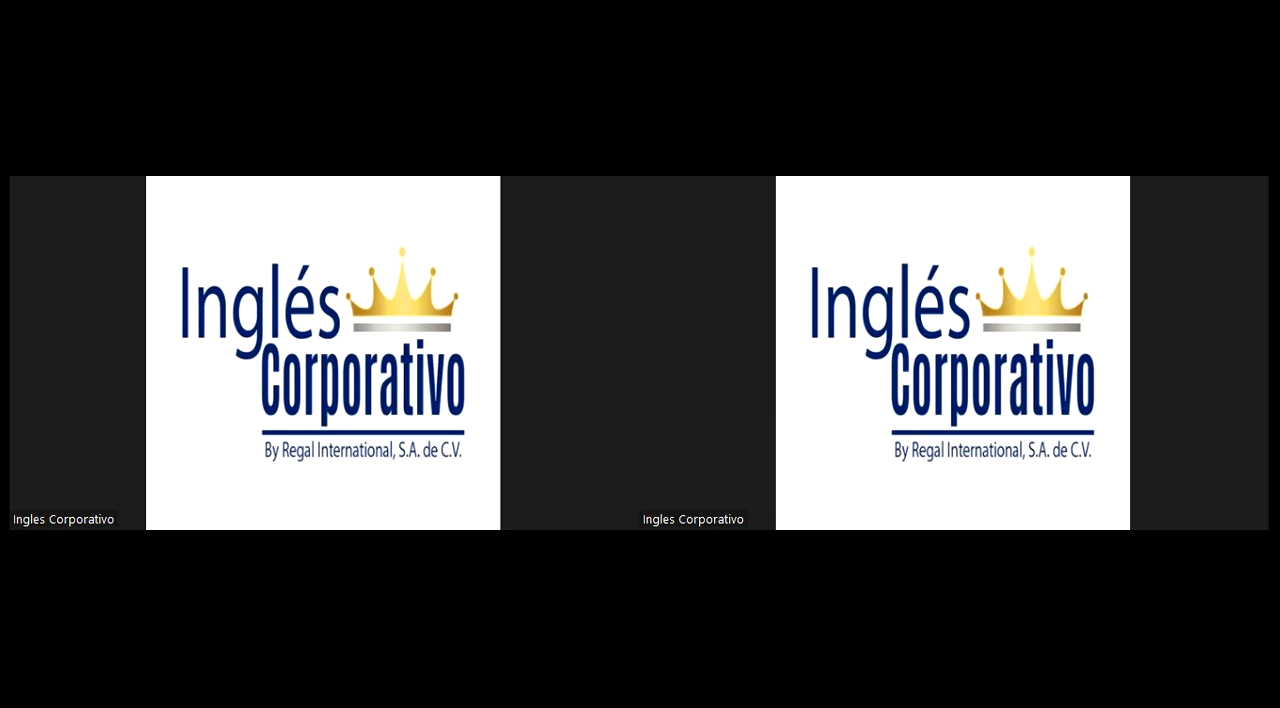 Inglés
Corporativo
By Regal International, S.A. de C.V.
Ingles Corporativo
Inglés
Corporativo
By Regal International, S.A. de C.V.
Ingles Corporativo